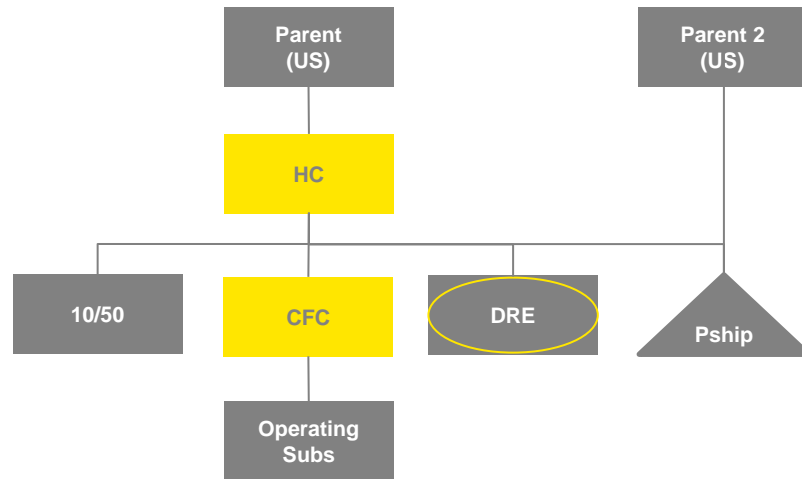 Parent
(US)
Parent 2
(US)
HC
10/50
CFC
DRE
Pship
Operating
Subs